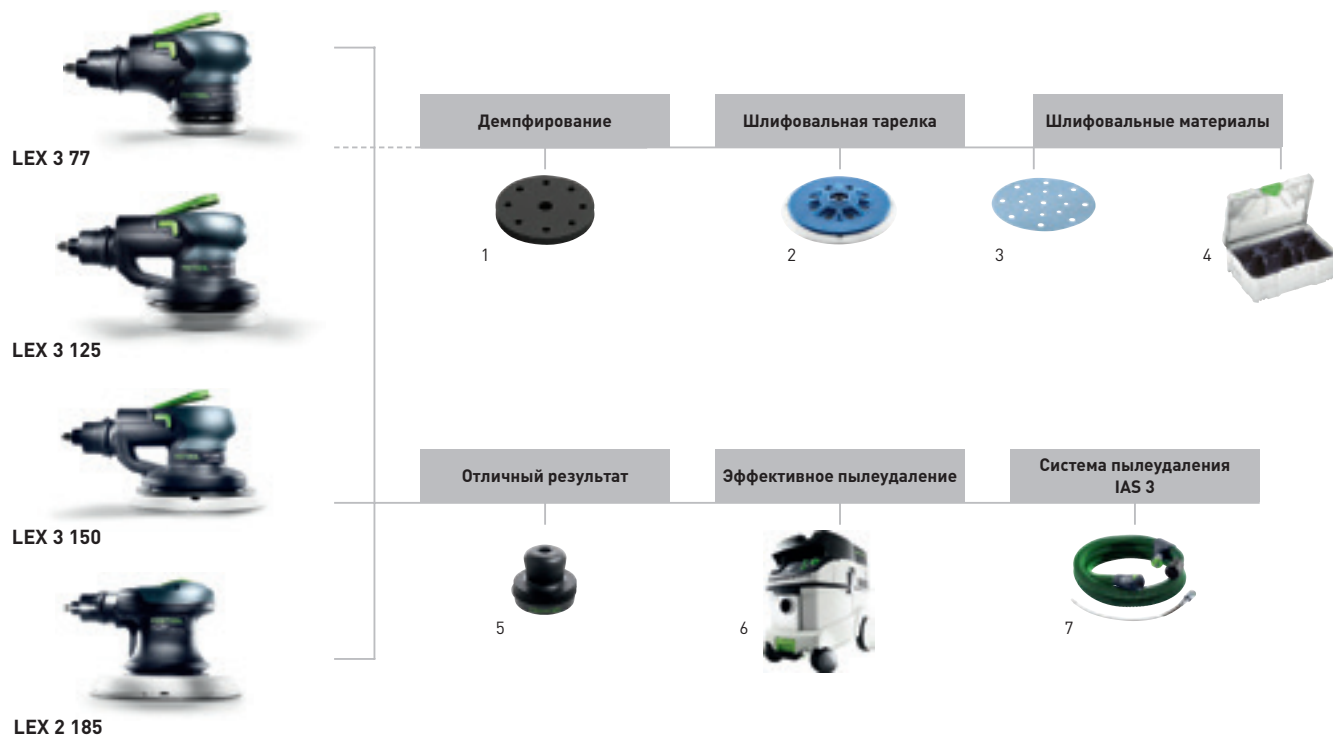 LEX 3 77
LEX 3 125
LEX 3 150
LEX 2 185
Демпфирование
Шлифовальная тарелка
Шлифовальные материалы
1
2
3
4
Отличный результат
Эффективное пылеудаление
Система пылеудаления
IAS 3
5
6
7